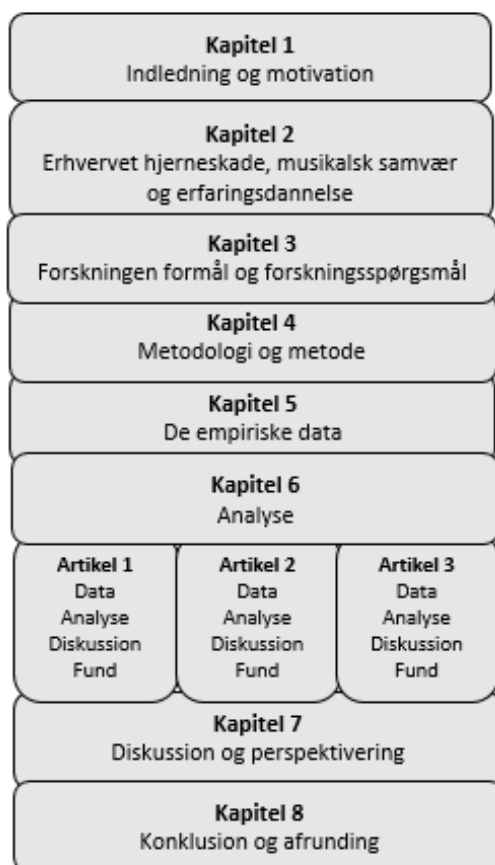 Kapitel 1
Indledning og motivation
Kapitel 2
Erhvervet hjerneskade, musikalsk samvær
og erfaringsdannelse
Kapitel 3
Forskningen formål og forskningsspørgsmål
Kapitel 4
Metodologi og metode
Kapitel 5
De empiriske data
Kapitel 6
Analyse
Artikel 1
Data
Analyse
Diskussion
Fund
Artikel 2
Data
Analyse
Diskussion
Fund
Artikel 3
Data
Analyse
Diskussion
Fund
Kapitel 7
Diskussion og perspektivering
Kapitel 8
Konklusion og afrunding